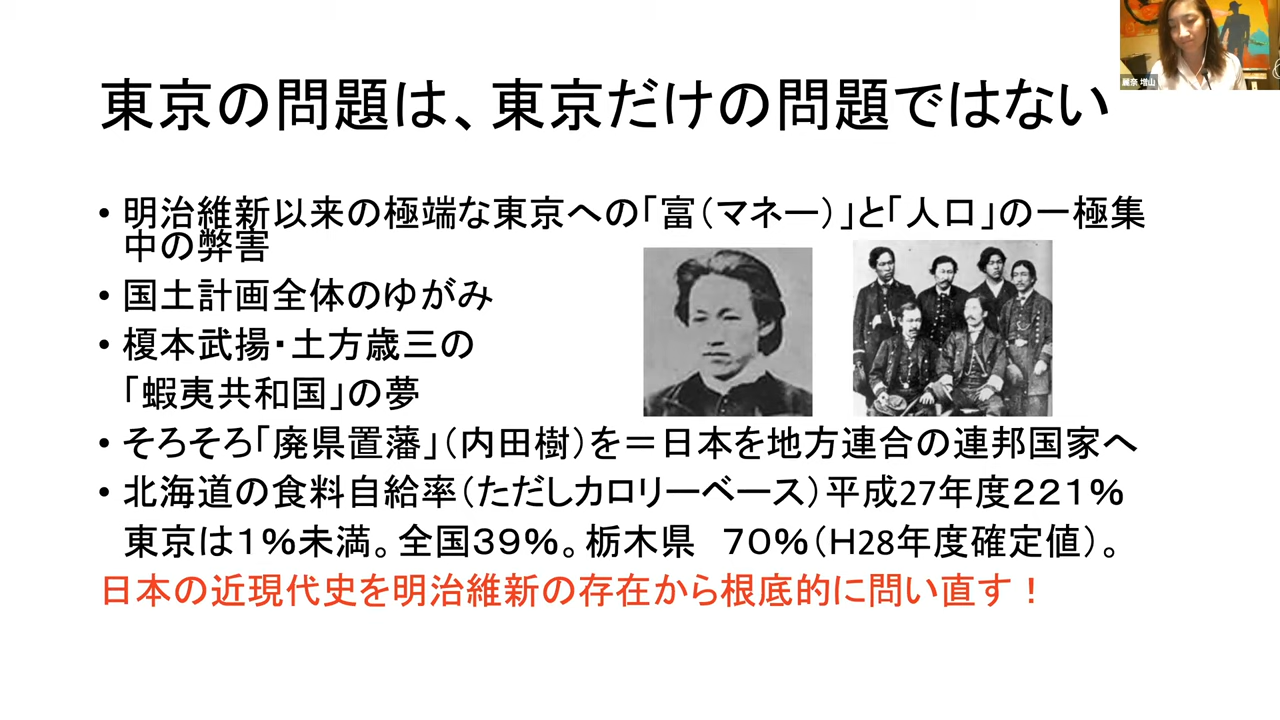 麗奈 増山
東京の問題は、東京だけの問題ではない
• 明治維新以来の極端な東京への「富（マネー）」と「人口」の一極集
中の弊害
• 国土計画全体のゆがみ
• 榎本武揚・土方歳三の
「蝦夷共和国」の夢
• そろそろ「廃県置藩」（内田樹）を＝日本を地方連合の連邦国家へ
• 北海道の食料自給率（ただしカロリーベース）平成27年度２２１％
東京は１％未満。全国３９％。栃木県　７０％（Ｈ28年度確定値）。
日本の近現代史を明治維新の存在から根底的に問い直す！